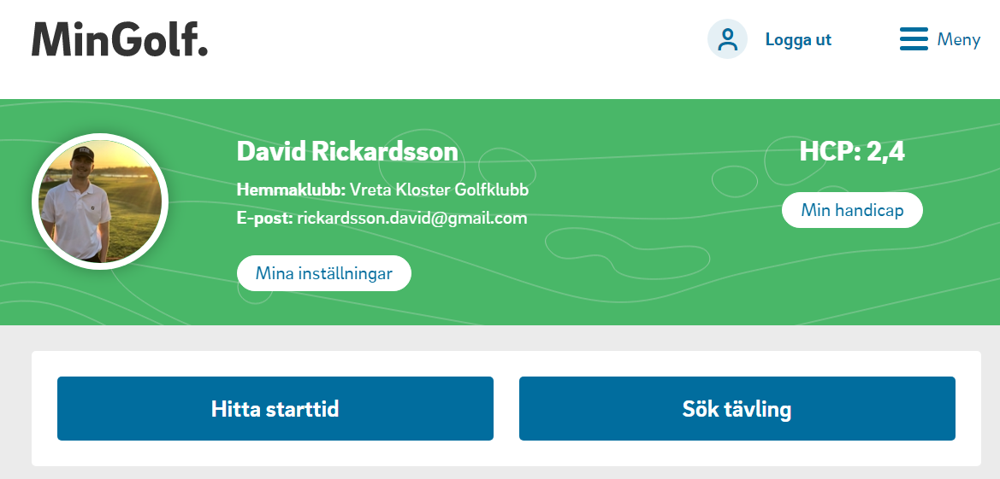 MinGolf.
Logga ut
Meny
David Rickardsson
Hemmaklubb: Vreta Kloster Golfklubb
E-post: rickardsson.david@gmail.com
Mina inställningar
HCP: 2,4
Min handicap
Hitta starttid
Sök tävling